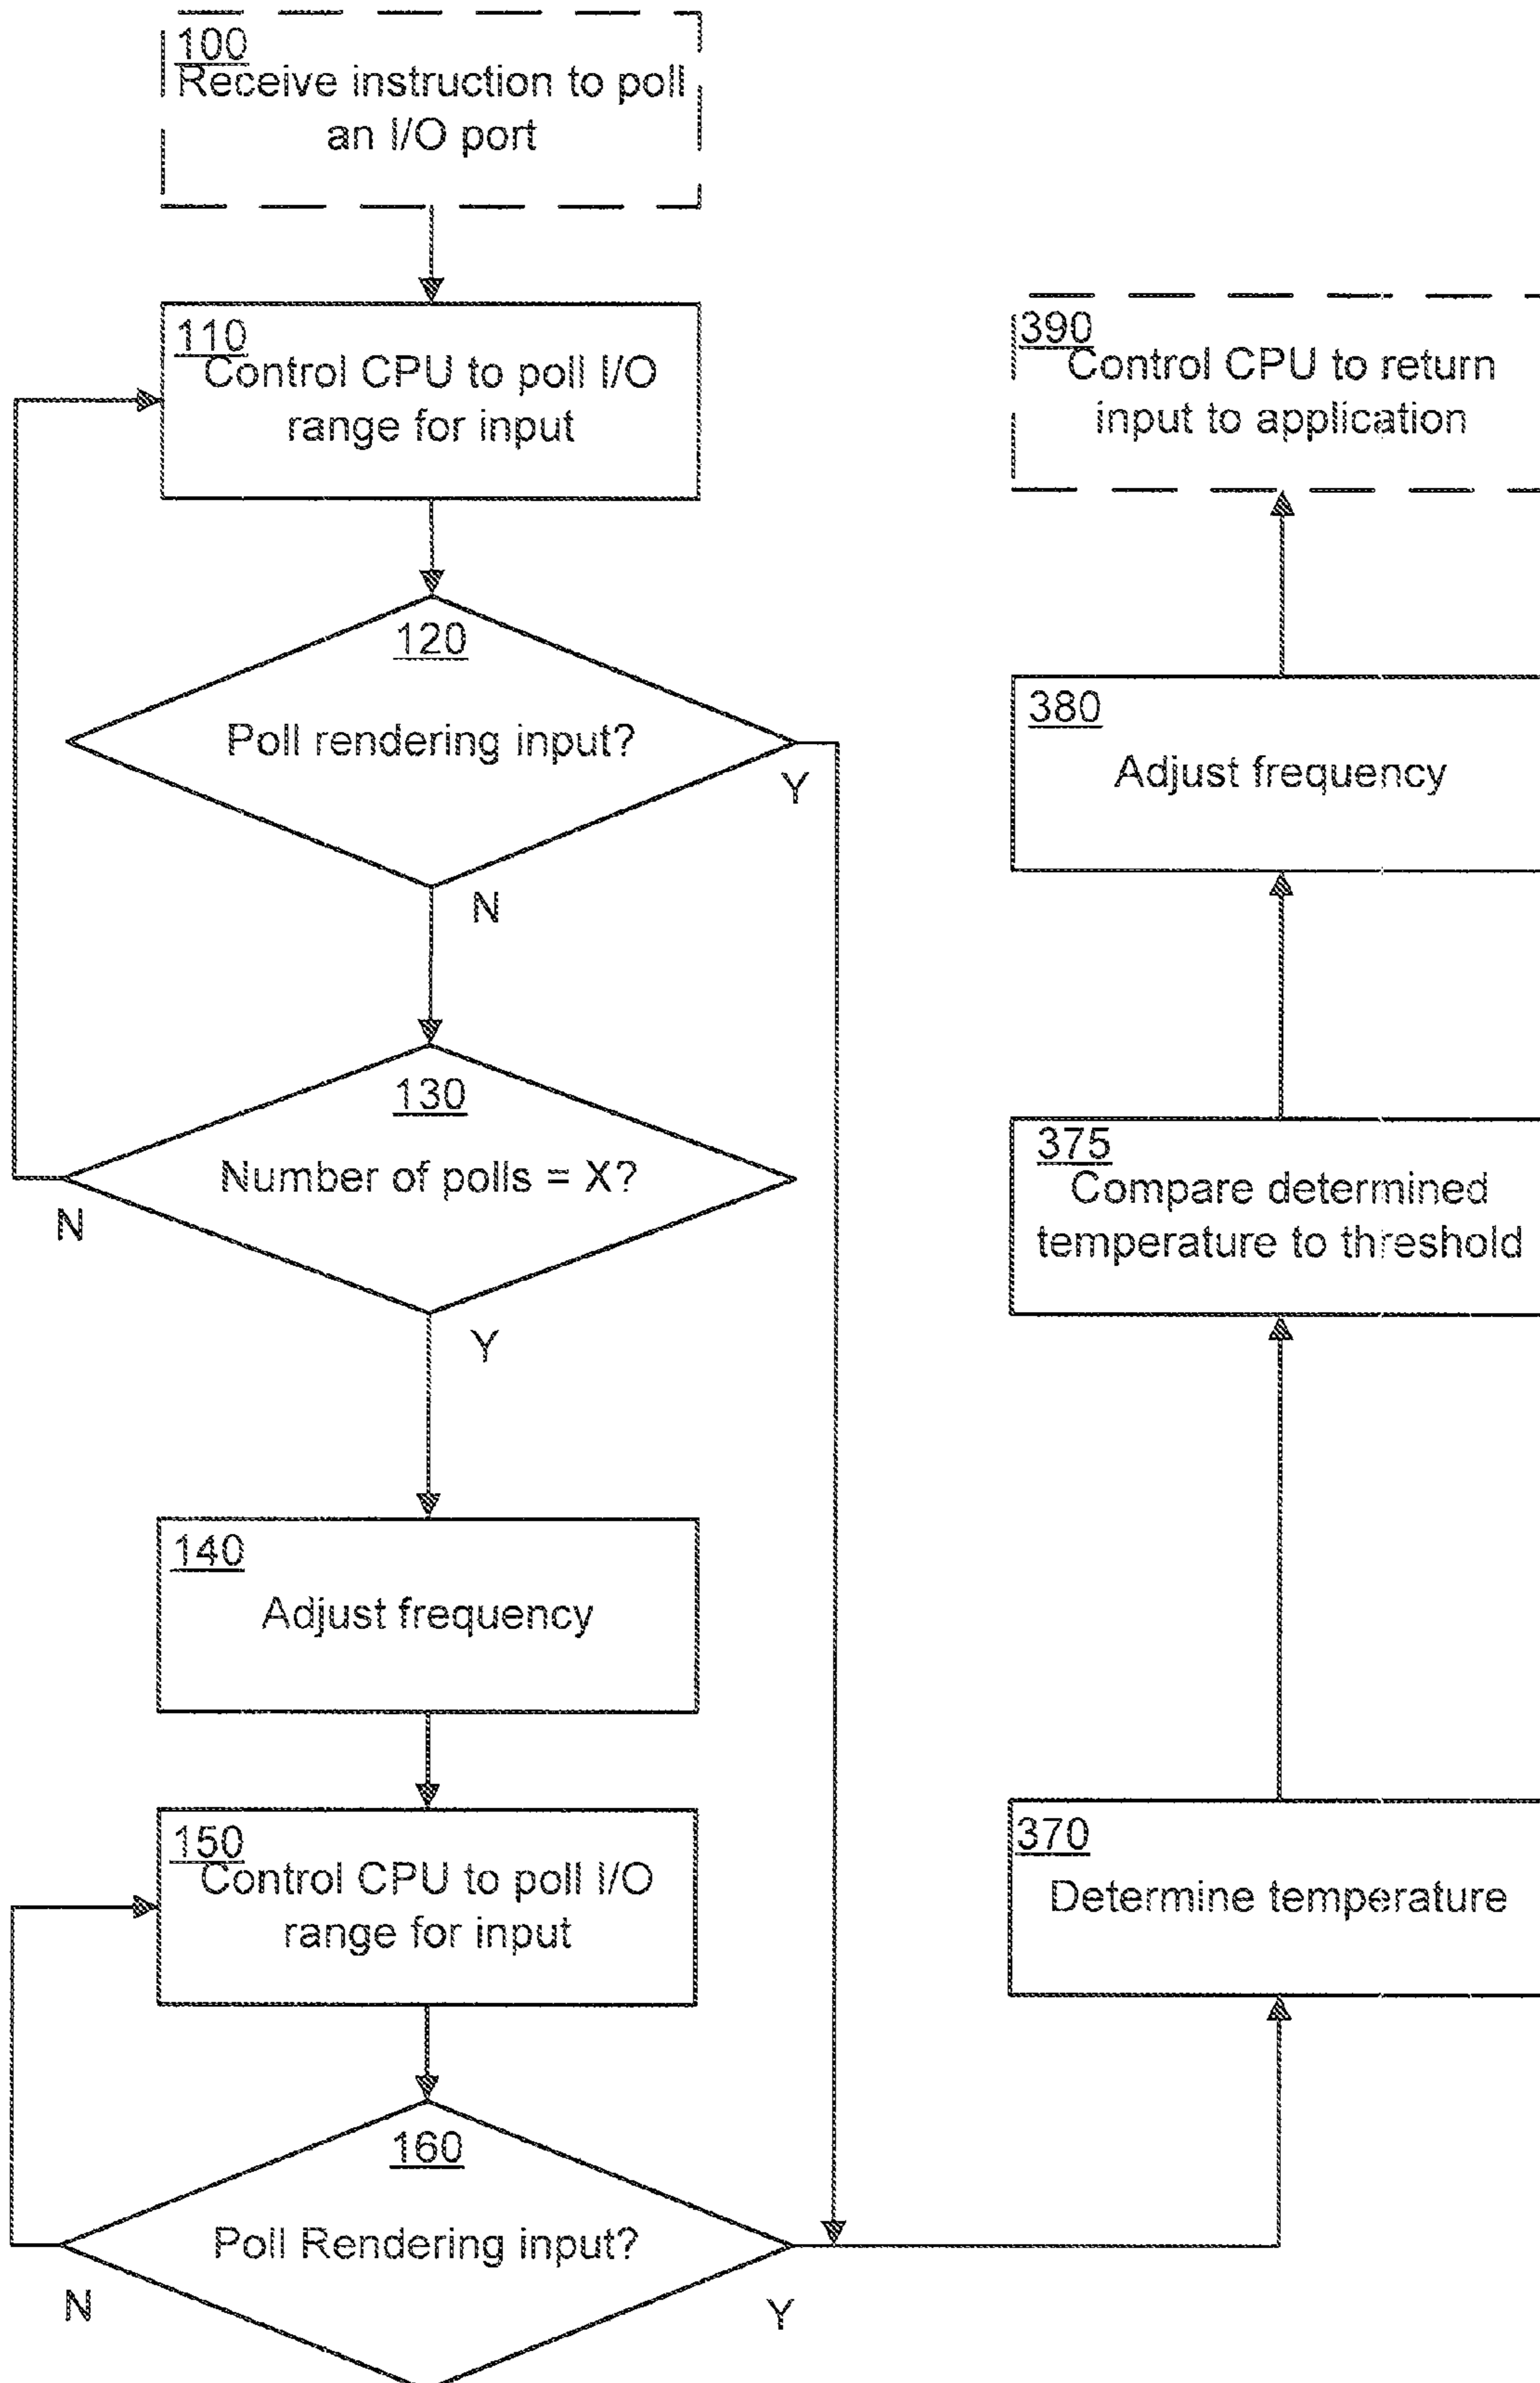 100
Receive instruction to poll
an I/O port
110
Control CPU to poll I/O
range for input
120
Poll rendering input?
Y
N
130
Number of polls = X?
N
Y
140
Adjust frequency
150
Control CPU to poll I/O
range for input
160
Poll Rendering input?
N
Y
390
Control CPU to return
input to application
380
Adjust frequency
375
Compare determined
temperature to threshold
370
Determine temperature